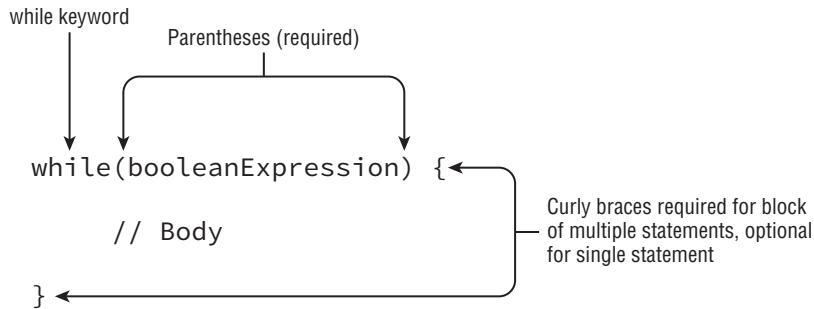 while keyword
Parentheses (required)
while(booleanExpression) {
// Body
Curly braces required for block
of multiple statements, optional
for single statement
}